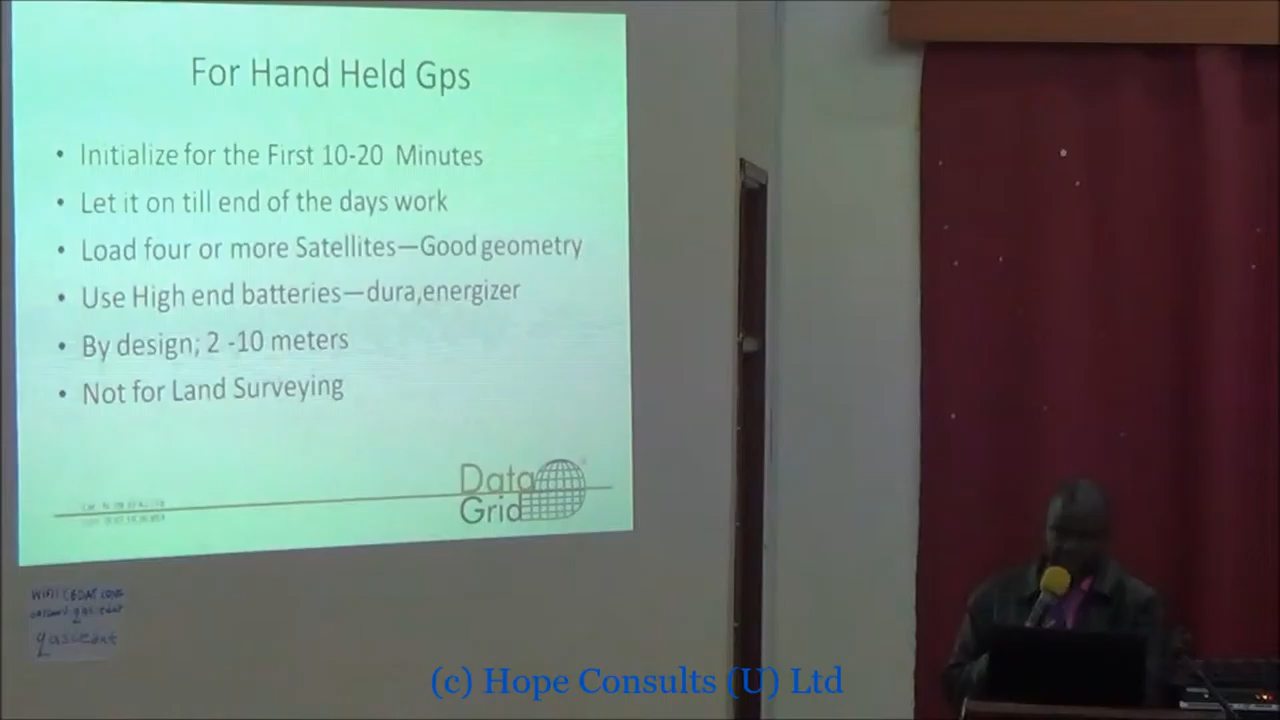 For Hand Held Gps
• Initialize for the First 10-20 Minutes
• Let it on till end of the days work
• Load four or more Satellites—Good geometry
• Use High end batteries—dura,energizer
• By design; 2 -10 meters
• Not for Land Surveying
Data
Grid
WIFI
(c) Hope Consults (U) Ltd